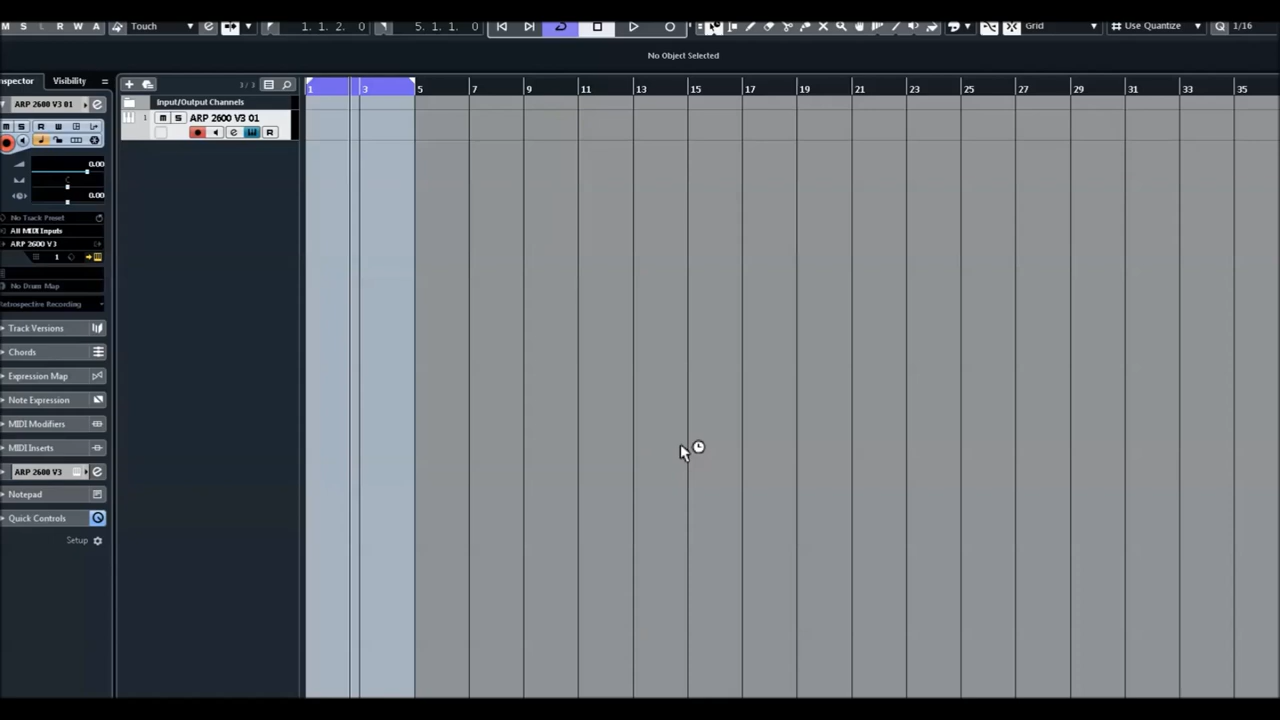 M S L R W A Touch 1. 1. 2. 0 5. 1. 1. 0 Grid Use Quantize 1/16
No Object Selected
Inspector Visibility 3 / 3 1 3 5 7 9 11 13 15 17 19 21 23 25 27 29 31 33 35
ARP 2600 V3 01 Input/Output Channels
1 m S ARP 2600 V3 01
m S R W
e R
0.00
C
0.00
No Track Preset
All MIDI Inputs
ARP 2600 V3
1
No Drum Map
Retrospective Recording
Track Versions
Chords
Expression Map
Note Expression
MIDI Modifiers
MIDI Inserts
ARP 2600 V3 e
Notepad
Quick Controls
Setup